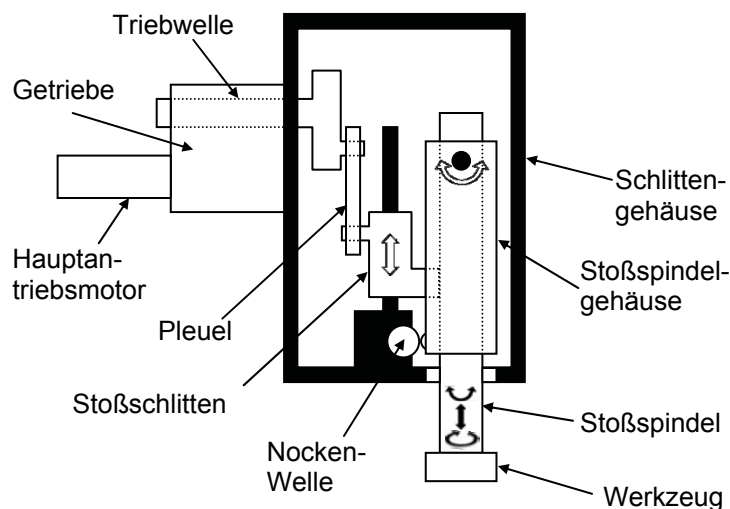 Triebwelle
Getriebe
Hauptan-
triebsmotor
Pleuel
Stoßschlitten
Nocken-
Welle
Schlitten-
gehäuse
Stoßspindel-
gehäuse
Stoßspindel
Werkzeug